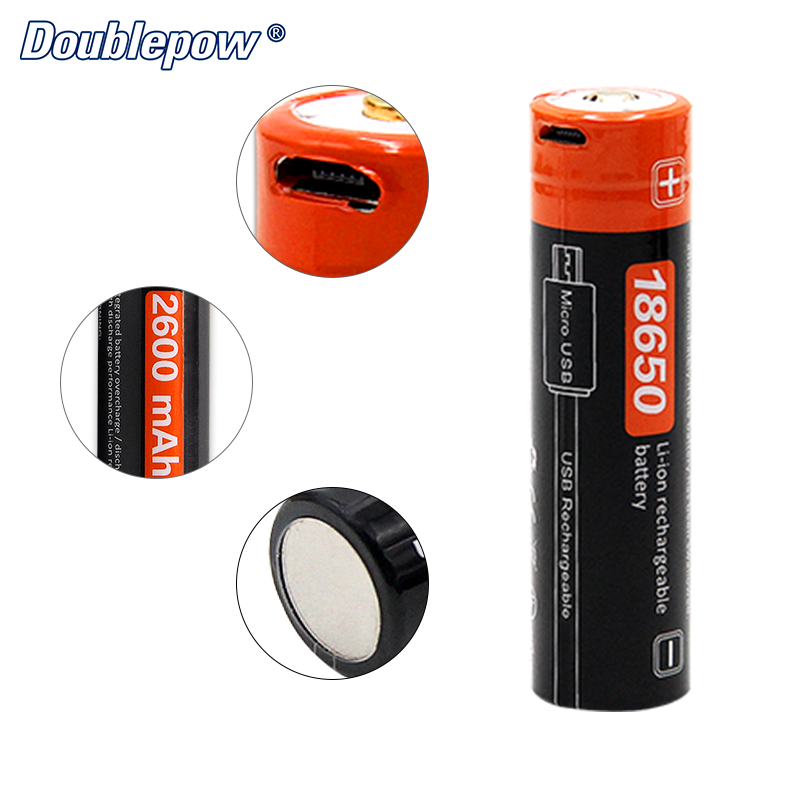 Doublepow®
2600 mAh
egrated battery overcharge / disch
h discharge performance Li-ion re
+
18650
Li-ion rechargeable
battery
Micro USB
USB Rechargeable
−